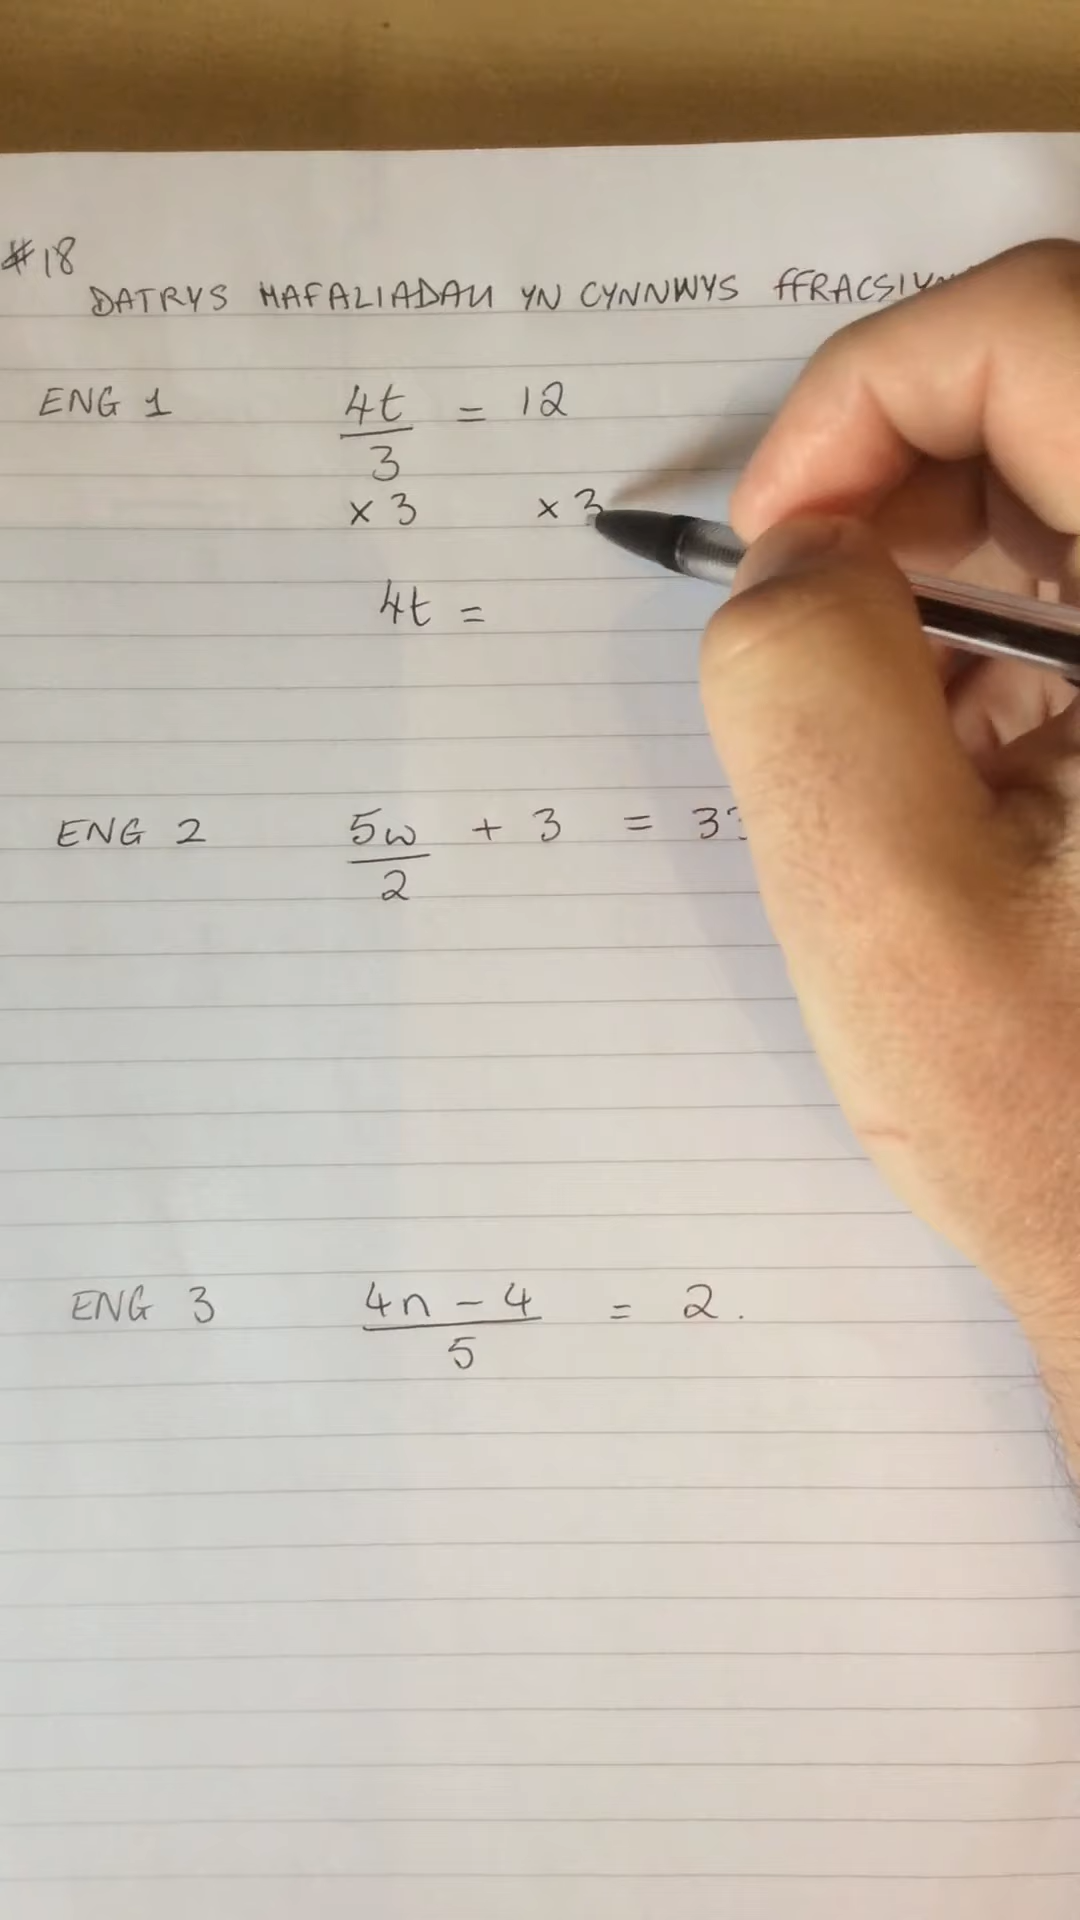 #18
DATRYS HAFALIADAU YN CYNNWYS
ENG 1 4t/3 = 12
× 3 × 3
4t =
ENG 2 5w/2 + 3 =
ENG 3 4n - 4/5 = 2.